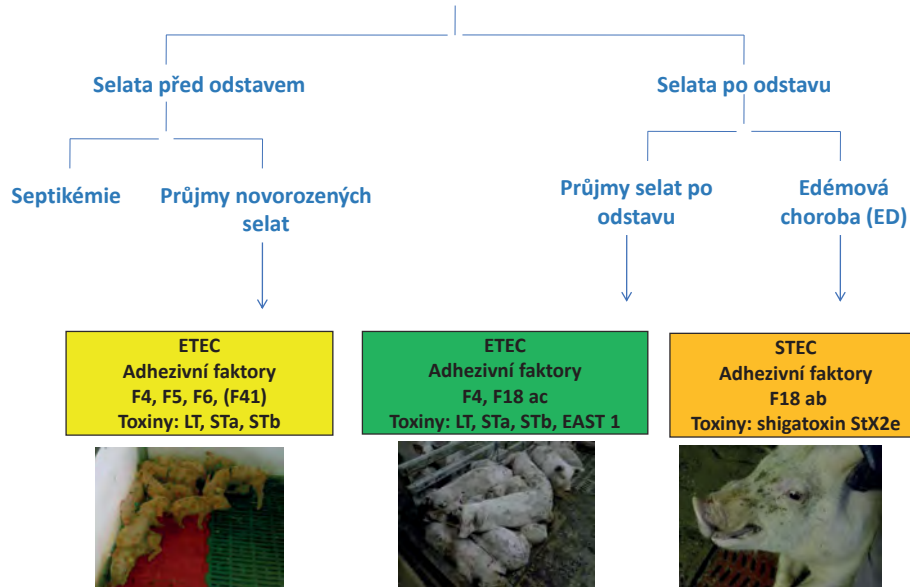 Selata před odstavem
Selata po odstavu
Septikémie
Průjmy novorozených
selat
Průjmy selat po
odstavu
Edémová
choroba (ED)
ETEC
Adhezivní faktory
F4, F5, F6, (F41)
Toxiny: LT, STa, STb
ETEC
Adhezivní faktory
F4, F18 ac
Toxiny: LT, STa, STb, EAST 1
STEC
Adhezivní faktory
F18 ab
Toxiny: shigatoxin StX2e